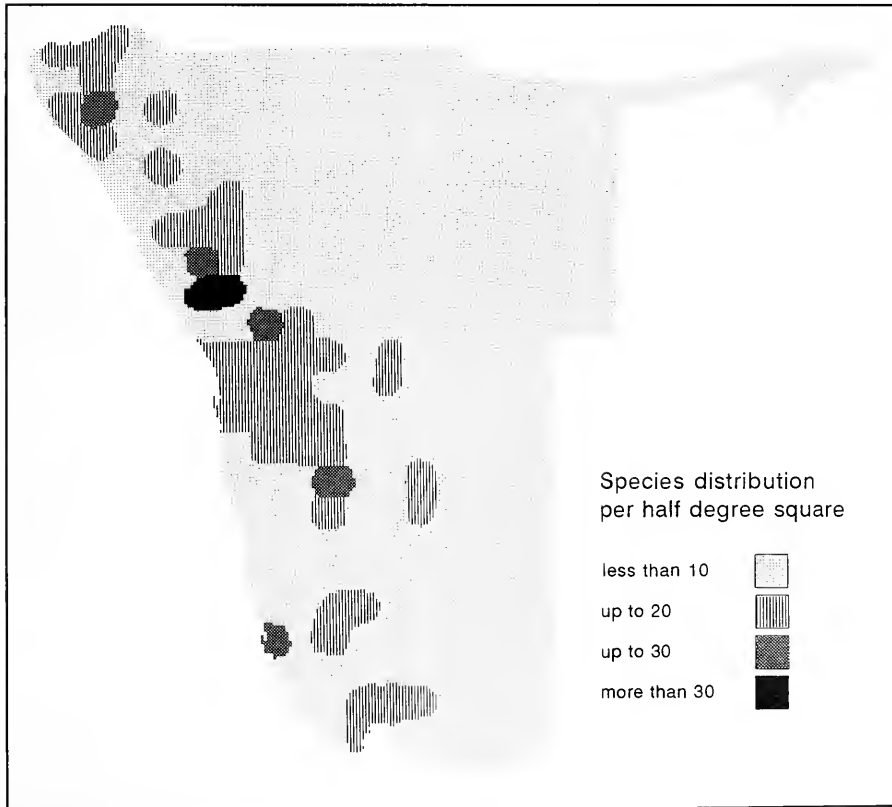 Species distribution
per half degree square
less than 10
up to 20
up to 30
more than 30